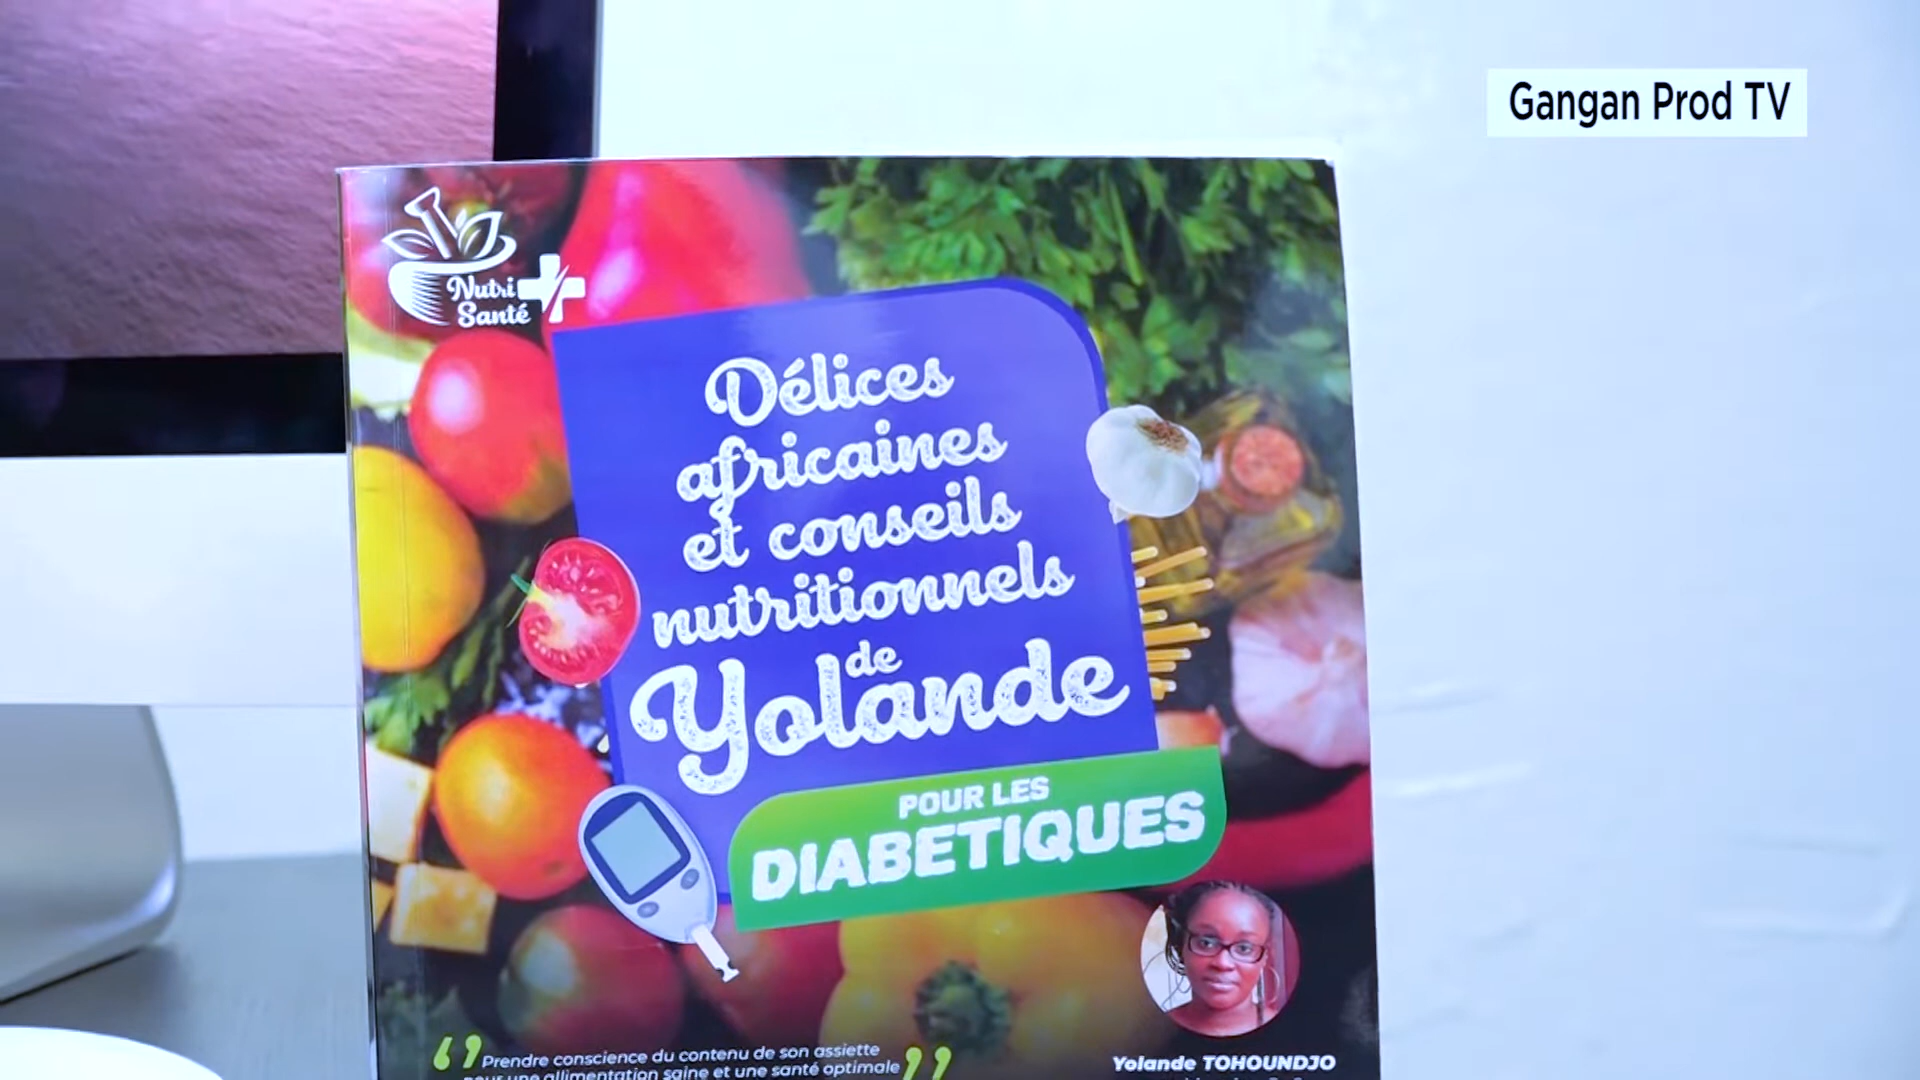 Gangan Prod TV
Nutri
Santé
Délices
africaines
et conseils
nutritionnels
de
Yolande
POUR LES
DIABETIQUES
Prendre conscience du contenu de son assiette
pour une allimentation saine et une santé optimale
Yolande TOHOUNDJO